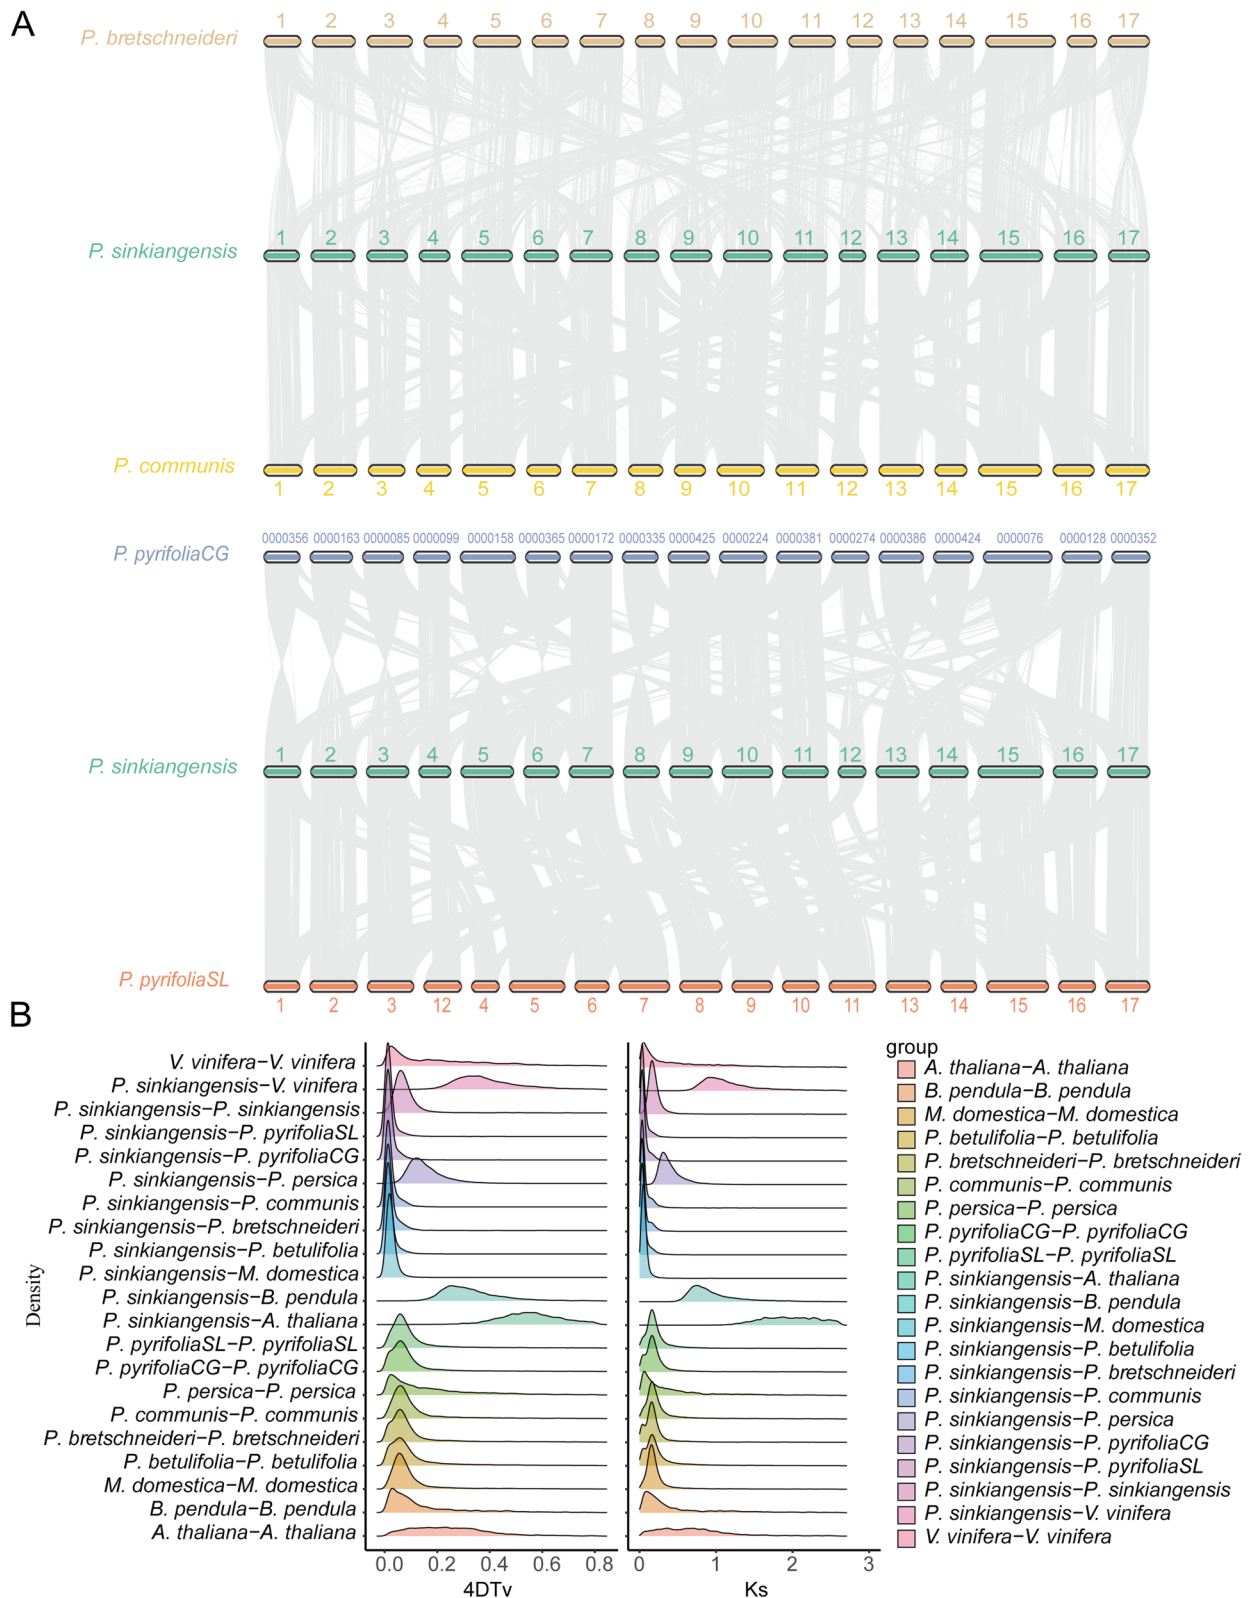 A
1 2 3 4 5 6 7 8 9 10 11 12 13 14 15 16 17
P. bretschneideri
P. sinkiangensis
1 2 3 4 5 6 7 8 9 10 11 12 13 14 15 16 17
P. communis
1 2 3 4 5 6 7 8 9 10 11 12 13 14 15 16 17
P. pyrifoliaCG
0000356 0000163 0000085 0000099 0000158 0000365 0000172 0000335 0000425 0000224 0000381 0000274 0000386 0000424 0000076 0000128 0000352
P. sinkiangensis
1 2 3 4 5 6 7 8 9 10 11 12 13 14 15 16 17
P. pyrifoliaSL
1 2 3 12 4 5 6 7 8 9 10 11 13 14 15 16 17
B
Density
V. vinifera−V. vinifera
P. sinkiangensis−V. vinifera
P. sinkiangensis−P. sinkiangensis
P. sinkiangensis−P. pyrifoliaSL
P. sinkiangensis−P. pyrifoliaCG
P. sinkiangensis−P. persica
P. sinkiangensis−P. communis
P. sinkiangensis−P. bretschneideri
P. sinkiangensis−P. betulifolia
P. sinkiangensis−M. domestica
P. sinkiangensis−B. pendula
P. sinkiangensis−A. thaliana
P. pyrifoliaSL−P. pyrifoliaSL
P. pyrifoliaCG−P. pyrifoliaCG
P. persica−P. persica
P. communis−P. communis
P. bretschneideri−P. bretschneideri
P. betulifolia−P. betulifolia
M. domestica−M. domestica
B. pendula−B. pendula
A. thaliana−A. thaliana
0.0 0.2 0.4 0.6 0.8
4DTv
0 1 2 3
Ks
group
A. thaliana−A. thaliana
B. pendula−B. pendula
M. domestica−M. domestica
P. betulifolia−P. betulifolia
P. bretschneideri−P. bretschneideri
P. communis−P. communis
P. persica−P. persica
P. pyrifoliaCG−P. pyrifoliaCG
P. pyrifoliaSL−P. pyrifoliaSL
P. sinkiangensis−A. thaliana
P. sinkiangensis−B. pendula
P. sinkiangensis−M. domestica
P. sinkiangensis−P. betulifolia
P. sinkiangensis−P. bretschneideri
P. sinkiangensis−P. communis
P. sinkiangensis−P. persica
P. sinkiangensis−P. pyrifoliaCG
P. sinkiangensis−P. pyrifoliaSL
P. sinkiangensis−P. sinkiangensis
P. sinkiangensis−V. vinifera
V. vinifera−V. vinifera